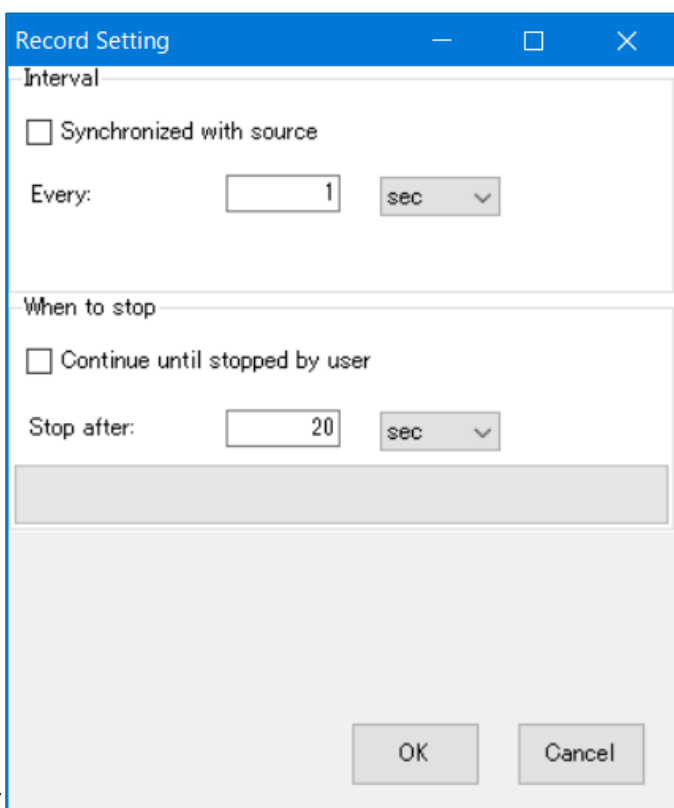 Record Setting
Interval
Synchronized with source
Every: 1 sec
When to stop
Continue until stopped by user
Stop after: 20 sec
OK Cancel